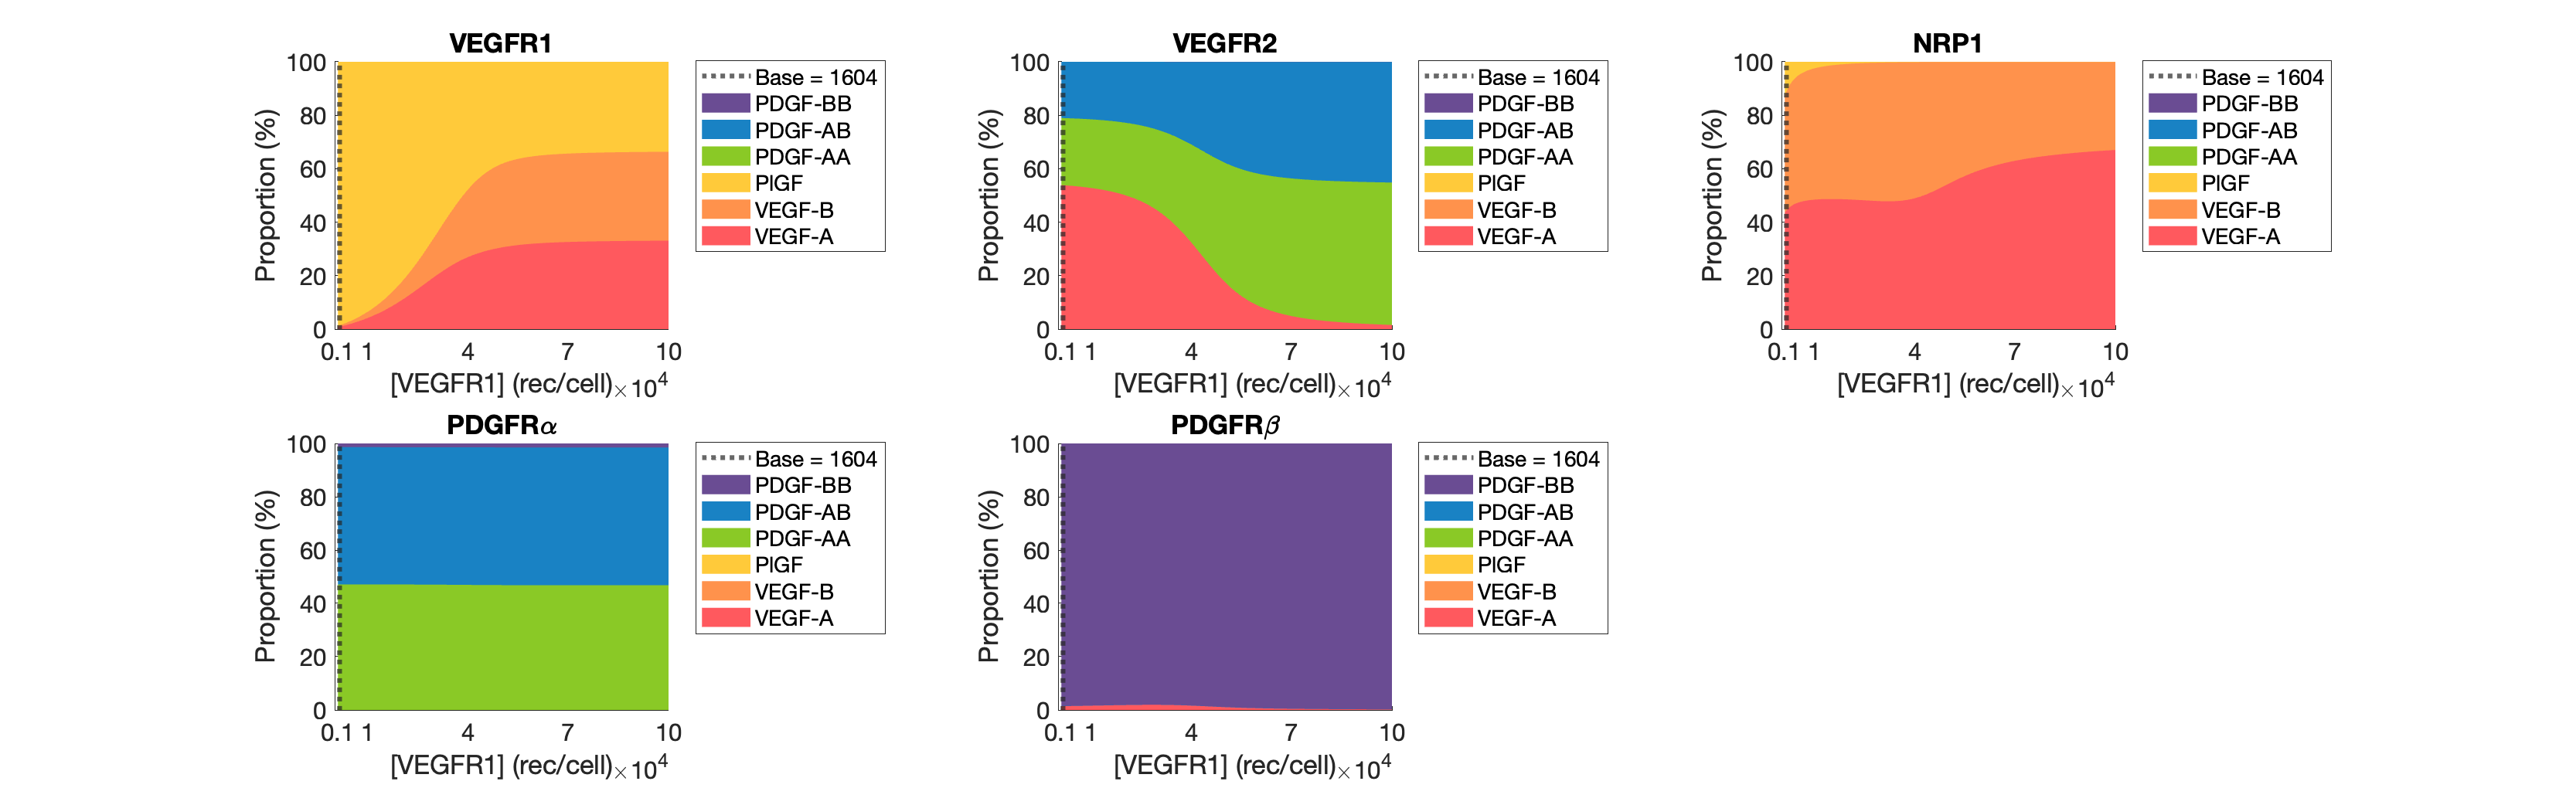 VEGFR1
Proportion (%)
100
80
60
40
20
0
0.1 1 4 7 10
[VEGFR1] (rec/cell)×10⁴
Base = 1604
PDGF-BB
PDGF-AB
PDGF-AA
PlGF
VEGF-B
VEGF-A
VEGFR2
Proportion (%)
100
80
60
40
20
0
0.1 1 4 7 10
[VEGFR1] (rec/cell)×10⁴
Base = 1604
PDGF-BB
PDGF-AB
PDGF-AA
PlGF
VEGF-B
VEGF-A
NRP1
Proportion (%)
100
80
60
40
20
0
0.1 1 4 7 10
[VEGFR1] (rec/cell)×10⁴
Base = 1604
PDGF-BB
PDGF-AB
PDGF-AA
PlGF
VEGF-B
VEGF-A
PDGFRα
Proportion (%)
100
80
60
40
20
0
0.1 1 4 7 10
[VEGFR1] (rec/cell)×10⁴
Base = 1604
PDGF-BB
PDGF-AB
PDGF-AA
PlGF
VEGF-B
VEGF-A
PDGFRβ
Proportion (%)
100
80
60
40
20
0
0.1 1 4 7 10
[VEGFR1] (rec/cell)×10⁴
Base = 1604
PDGF-BB
PDGF-AB
PDGF-AA
PlGF
VEGF-B
VEGF-A